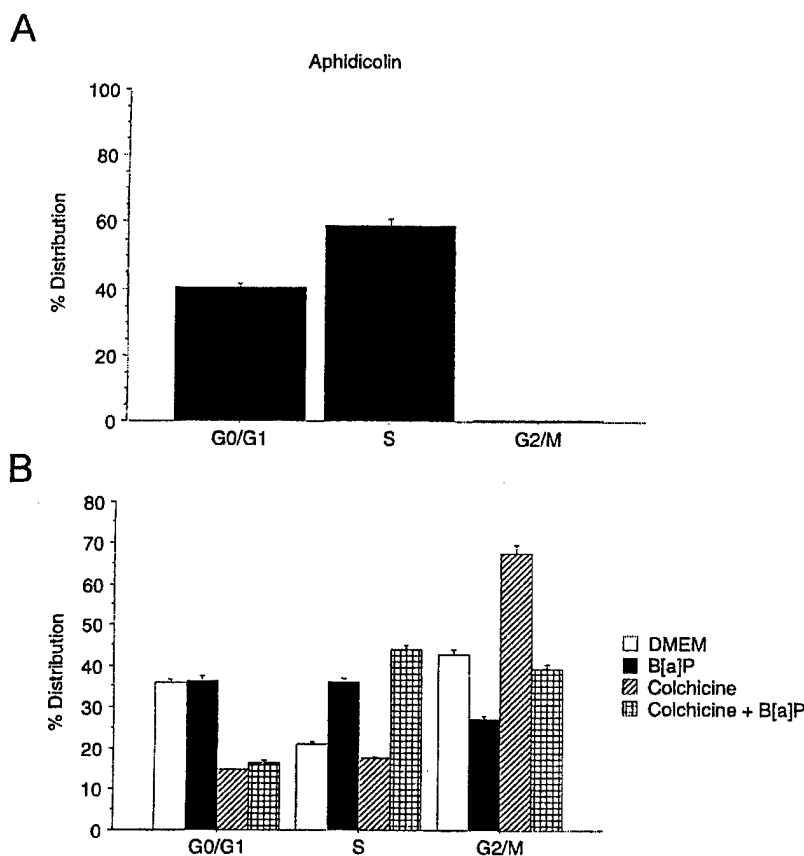 A
Aphidicolin
100
80
60
40
20
0
% Distribution
G0/G1 S G2/M
B
80
70
60
50
40
30
20
10
0
% Distribution
G0/G1 S G2/M
DMEM
B[a]P
Colchicine
Colchicine + B[a]P